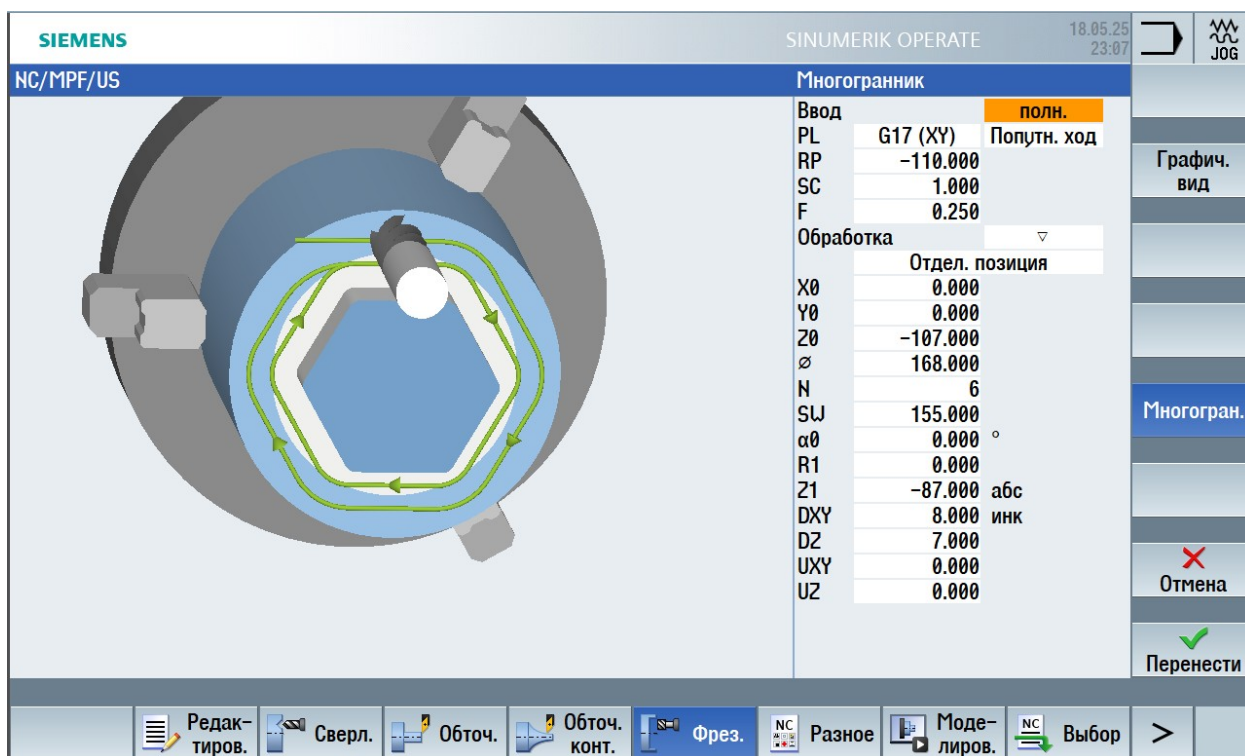 SIEMENS
SINUMERIK OPERATE
18.05.25
23:07
JOG
NC/MPF/US
Многогранник
Ввод полн.
PL G17 (XY) Попутн. ход
RP -110.000
SC 1.000
F 0.250
Обработка ▽
Отдел. позиция
X0 0.000
Y0 0.000
Z0 -107.000
⌀ 168.000
N 6
SW 155.000
α0 0.000 °
R1 0.000
Z1 -87.000 абс
DXY 8.000 инк
DZ 7.000
UXY 0.000
UZ 0.000
Графич.
вид
Многогран.
Отмена
Перенести
Редак-
тиров.
Сверл.
Обточ.
Обточ.
конт.
Фрез.
NC
Разное
Моде-
лиров.
NC
Выбор
>